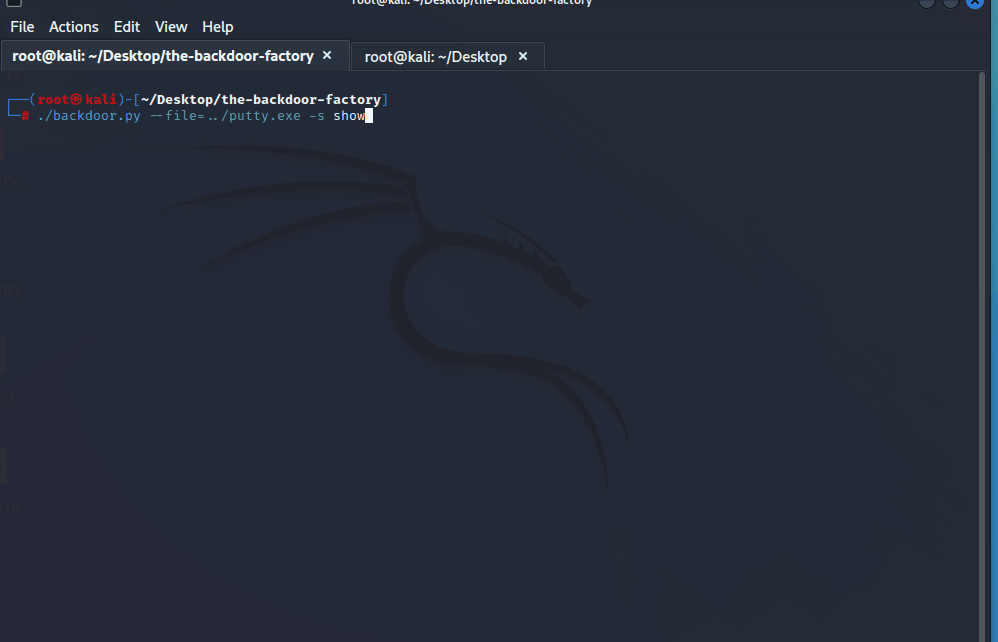 root@kali: ~/Desktop/the-backdoor-factory
File Actions Edit View Help
root@kali: ~/Desktop/the-backdoor-factory × root@kali: ~/Desktop ×
┌──(root㉿kali)-[~/Desktop/the-backdoor-factory]
└─# ./backdoor.py --file=../putty.exe -s show